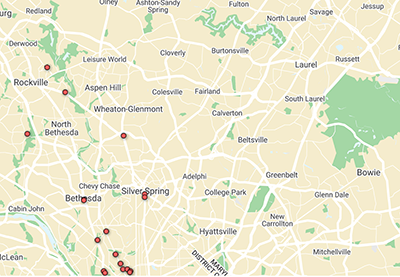 Redland
Olney
Ashton-Sandy
Spring
Fulton
North Laurel
Savage
Jessup
Derwood
Leisure World
Cloverly
Burtonsville
Laurel
Russett
Rockville
Aspen Hill
Colesville
Fairland
South Laurel
Wheaton-Glenmont
Calverton
North
Bethesda
Beltsville
Adelphi
Greenbelt
Bowie
Chevy Chase
Silver Spring
College Park
Glenn Dale
Bethesda
Cabin John
Hyattsville
New
Carrollton
Mitchellville
McLean
MARYL
DISTRICT C